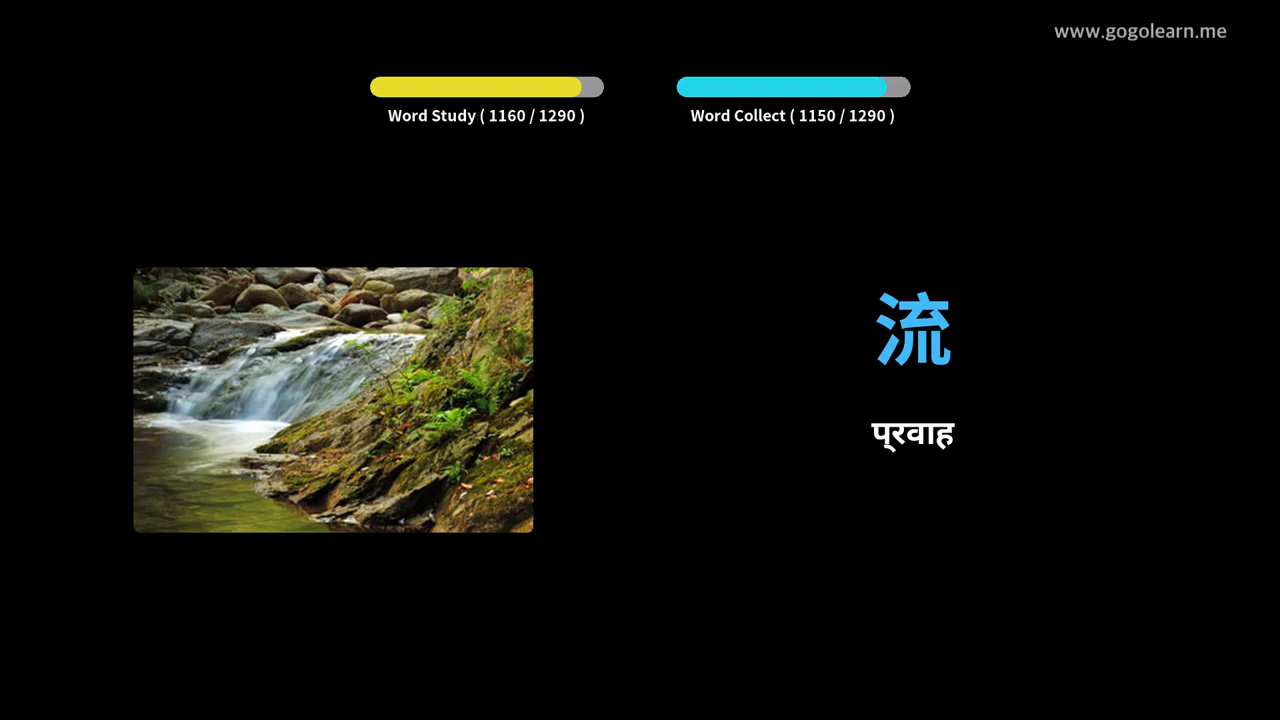 www.gogolearn.me
Word Study ( 1160 / 1290 )
Word Collect ( 1150 / 1290 )
流
प्रवाह